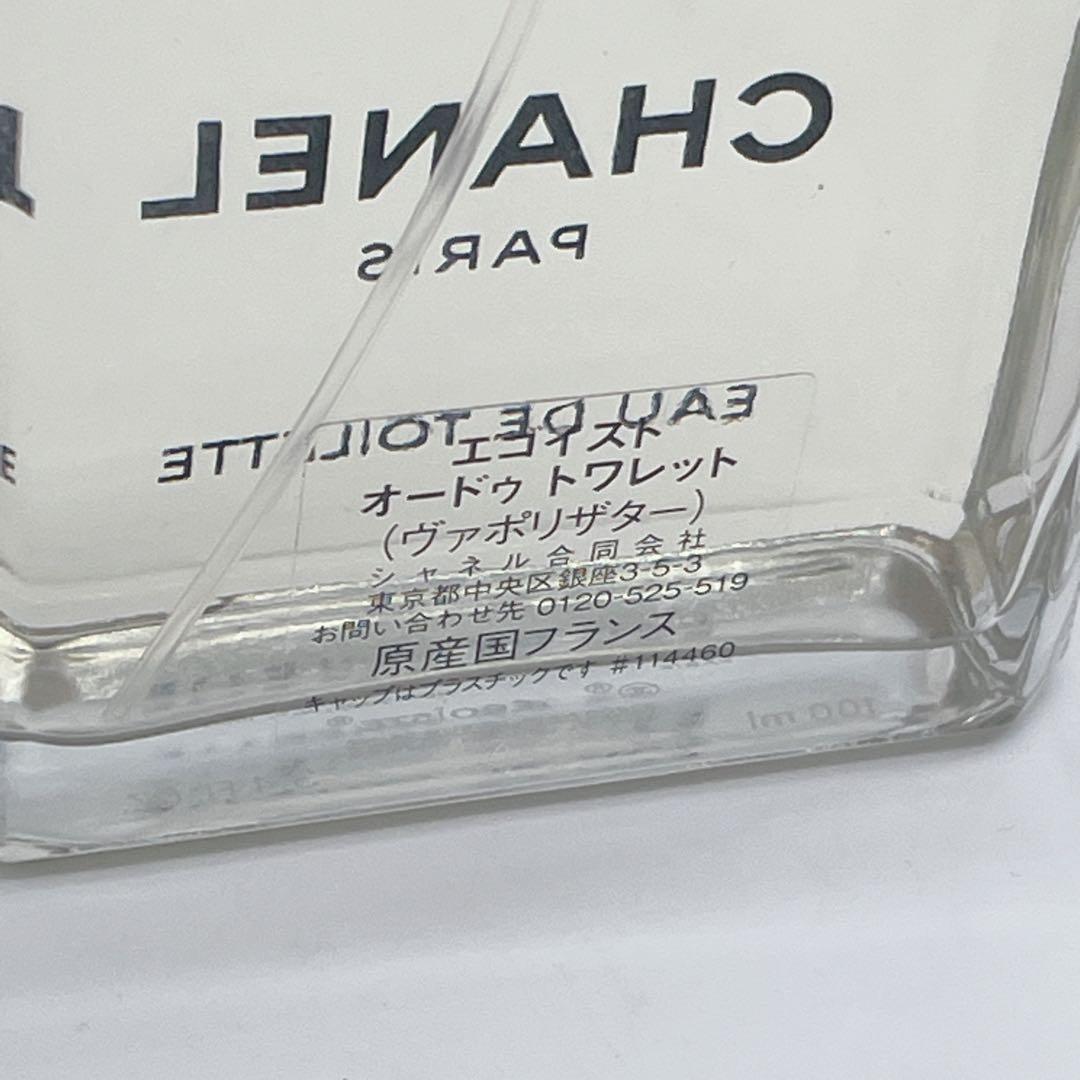 CHANEL
PARIS
EAU DE TOILETTE
エゴイスト
オードゥ トワレット
(ヴァポリザター)
シャネル合同会社
東京都中央区銀座3-5-3
お問い合わせ先 0120-525-519
原産国フランス
キャップはプラスチックです #114460
100 ml